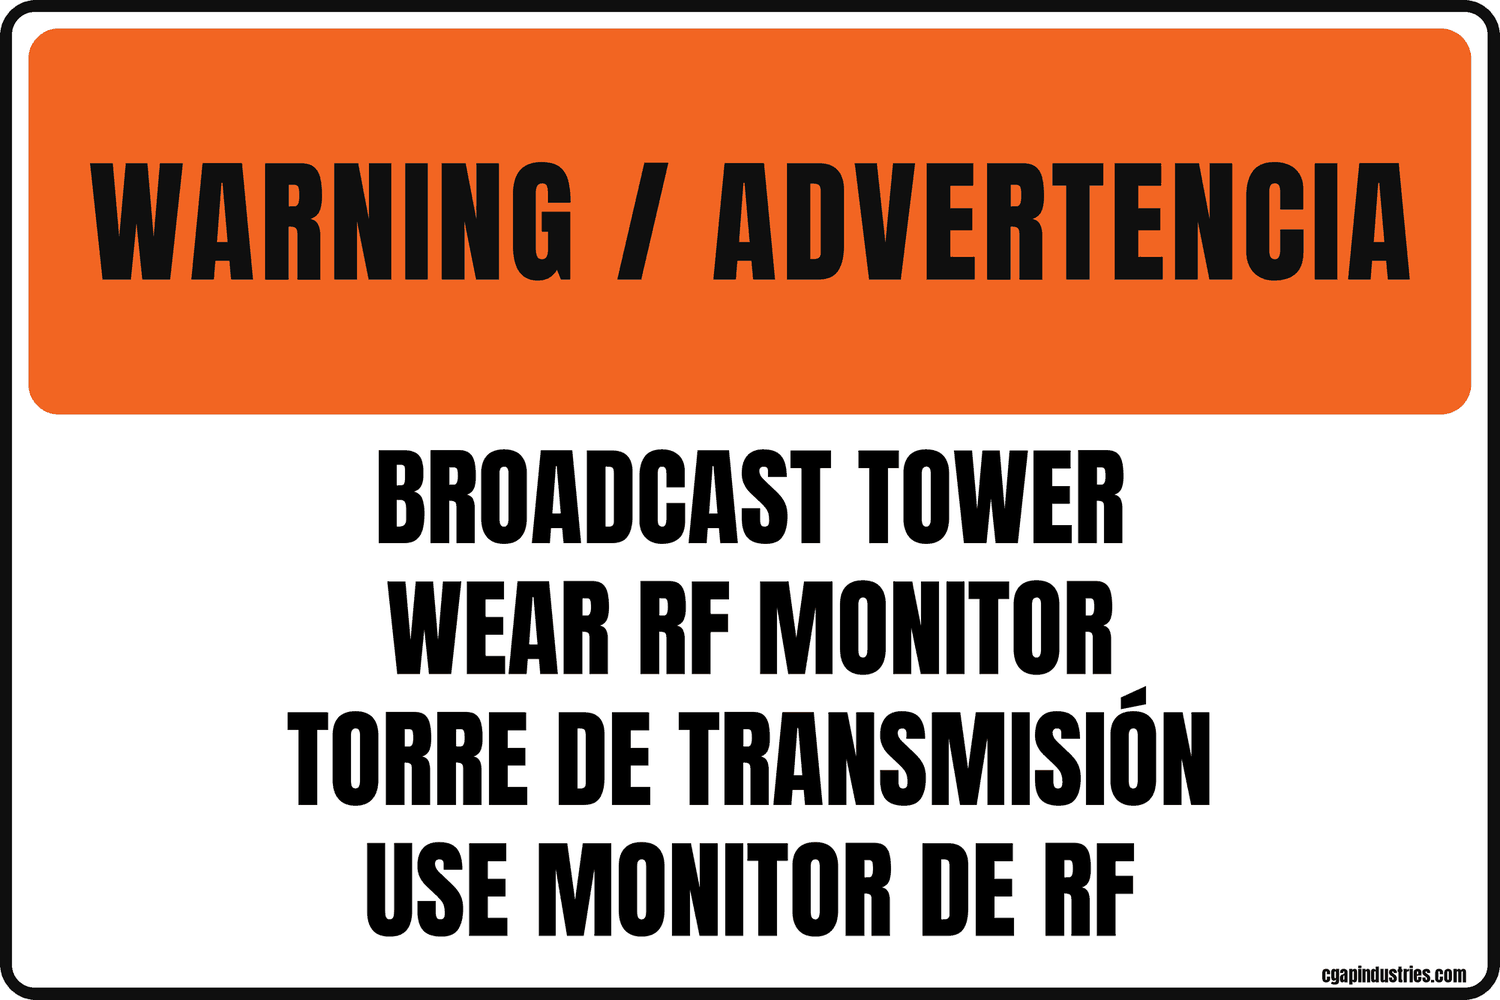 WARNING / ADVERTENCIA
BROADCAST TOWER
WEAR RF MONITOR
TORRE DE TRANSMISIÓN
USE MONITOR DE RF
cgapindustries.com